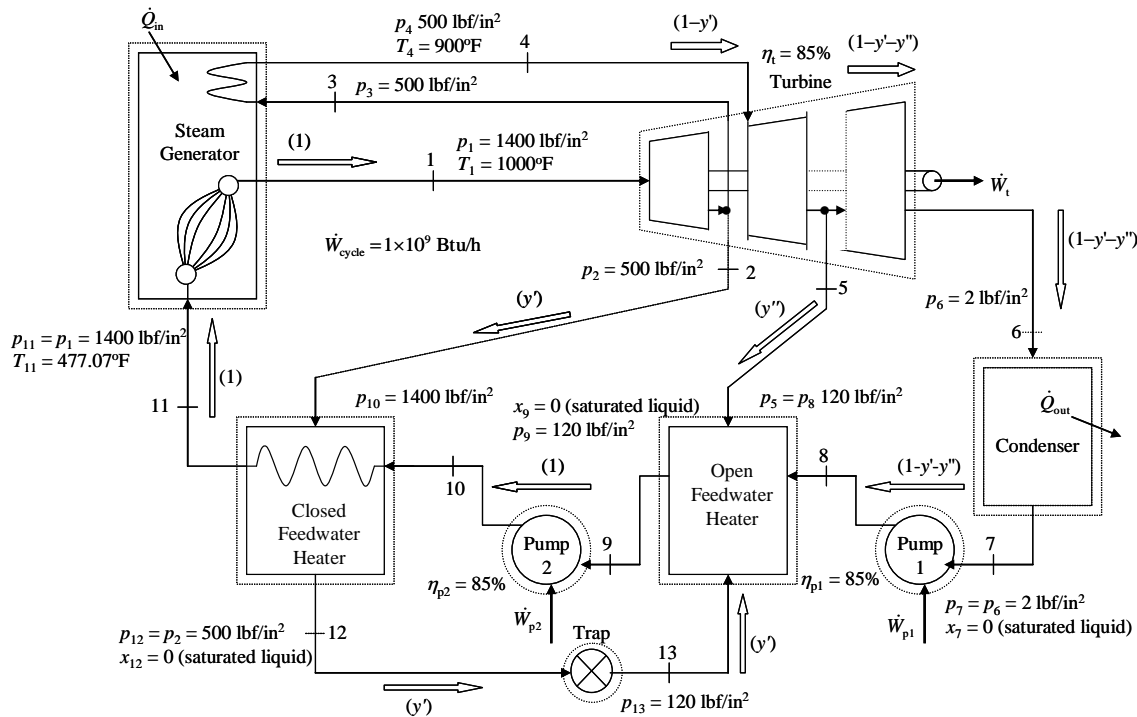 Q̇in
p4 500 lbf/in²
T4 = 900ºF
4
(1–y')
(1–y'–y'')
ηt = 85%
Turbine
3
p3 = 500 lbf/in²
Steam
Generator
(1)
p1 = 1400 lbf/in²
T1 = 1000ºF
1
Ẇt
Ẇcycle = 1×10⁹ Btu/h
p2 = 500 lbf/in²
2
5
(1–y'–y'')
p6 = 2 lbf/in²
6
(y')
(y'')
p11 = p1 = 1400 lbf/in²
T11 = 477.07ºF
(1)
11
p10 = 1400 lbf/in²
x9 = 0 (saturated liquid)
p9 = 120 lbf/in²
p5 = p8 120 lbf/in²
Q̇out
Condenser
10
(1)
8
(1-y'-y'')
Open
Feedwater
Heater
Closed
Feedwater
Heater
Pump
2
9
Pump
1
7
ηp2 = 85%
ηp1 = 85%
Ẇp2
Ẇp1
p7 = p6 = 2 lbf/in²
x7 = 0 (saturated liquid)
p12 = p2 = 500 lbf/in²
x12 = 0 (saturated liquid)
12
Trap
13
(y')
(y')
p13 = 120 lbf/in²